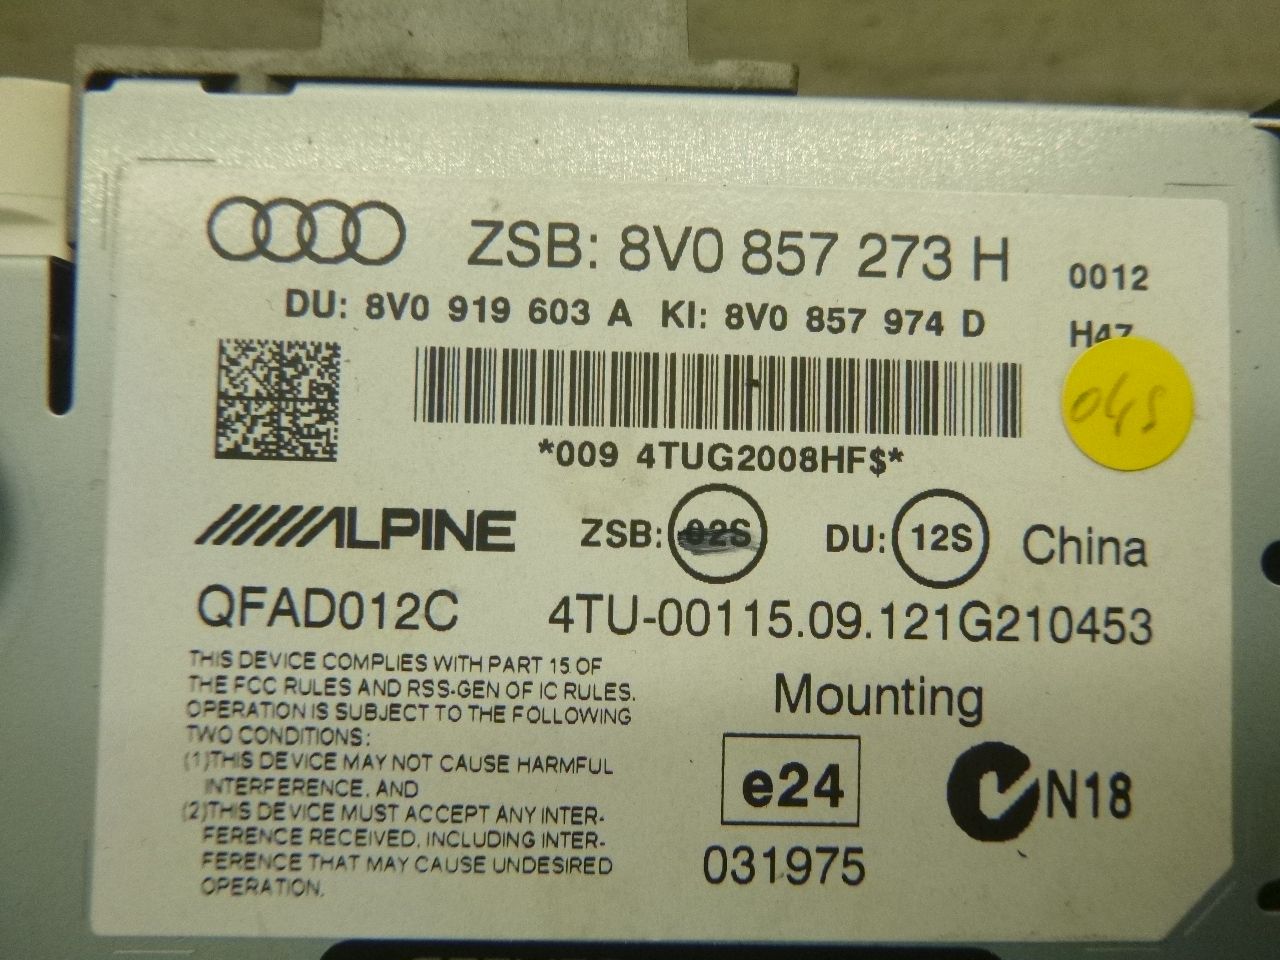 ZSB: 8V0 857 273 H
0012
DU: 8V0 919 603 A KI: 8V0 857 974 D
H47
04S
*009 4TUG2008HF$*
ALPINE
ZSB: 02S
DU: 12S
China
QFAD012C
4TU-00115.09.121G210453
THIS DEVICE COMPLIES WITH PART 15 OF
THE FCC RULES AND RSS-GEN OF IC RULES.
OPERATION IS SUBJECT TO THE FOLLOWING
TWO CONDITIONS:
(1)THIS DEVICE MAY NOT CAUSE HARMFUL
INTERFERENCE, AND
(2)THIS DEVICE MUST ACCEPT ANY INTER-
FERENCE RECEIVED, INCLUDING INTER-
FERENCE THAT MAY CAUSE UNDESIRED
OPERATION.
Mounting
e24
N18
031975